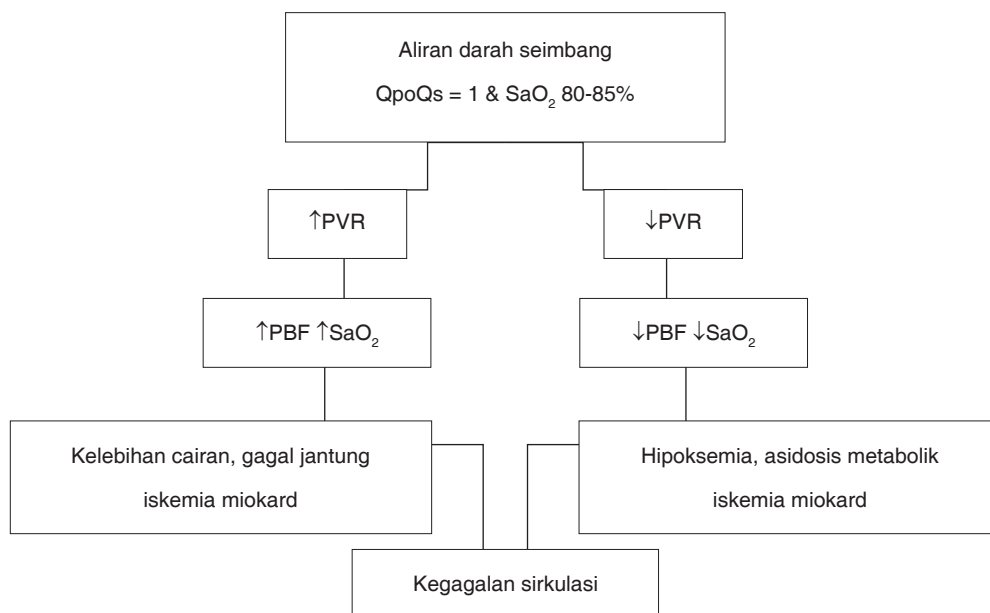 Aliran darah seimbang
QpoQs = 1 & SaO₂ 80-85%
↑PVR
↓PVR
↑PBF ↑SaO₂
↓PBF ↓SaO₂
Kelebihan cairan, gagal jantung
iskemia miokard
Hipoksemia, asidosis metabolik
iskemia miokard
Kegagalan sirkulasi